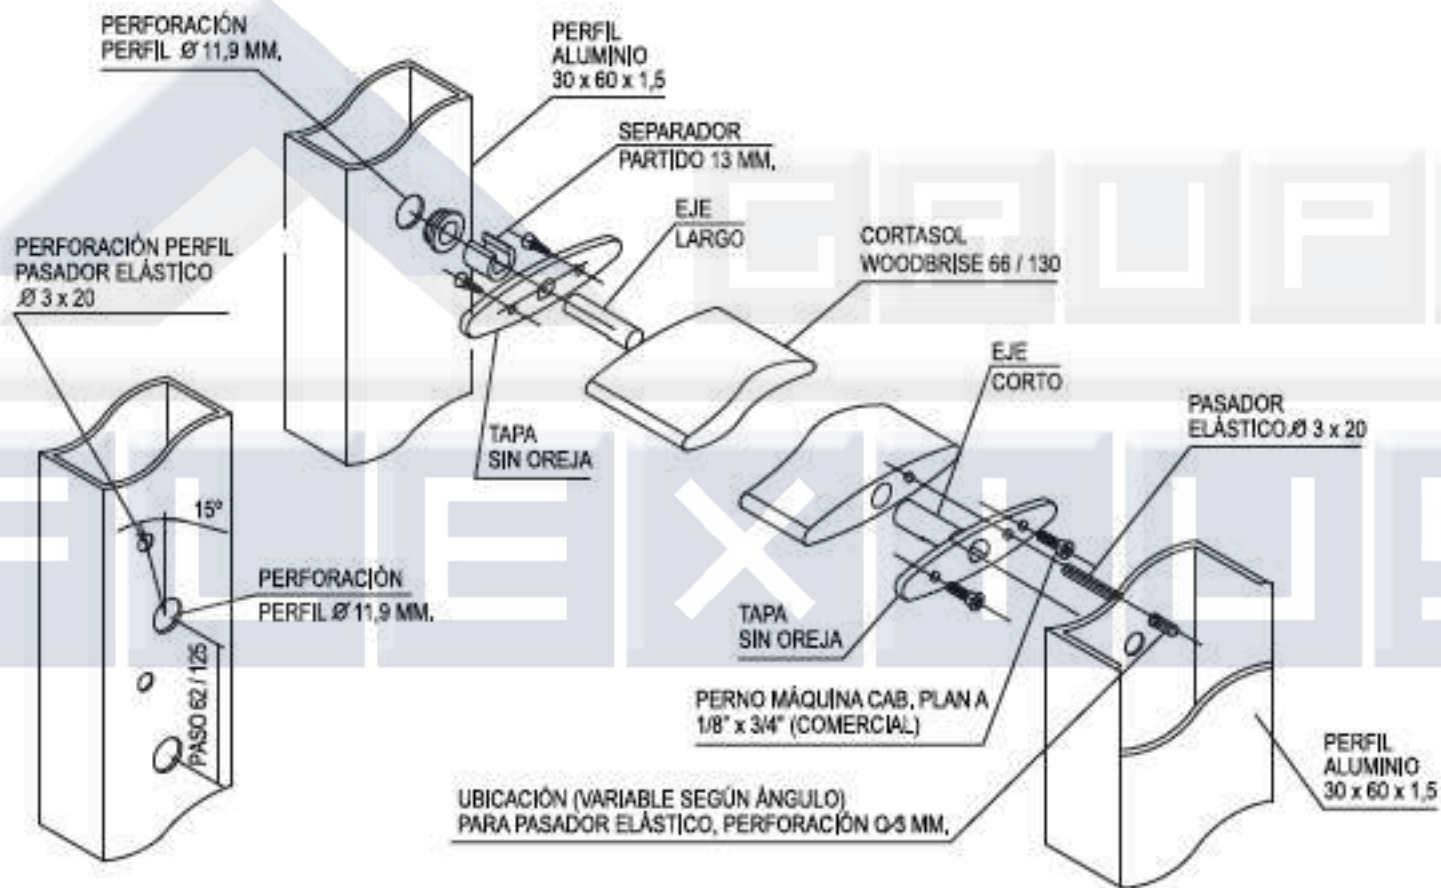 PERFORACIÓN
PERFIL Ø 11,9 MM.
PERFIL
ALUMINIO
30 x 60 x 1,5
SEPARADOR
PARTIDO 13 MM.
EJE
LARGO
CORTASOL
WOODBRISE 66 / 130
PERFORACIÓN PERFIL
PASADOR ELÁSTICO
Ø 3 x 20
EJE
CORTO
PASADOR
ELÁSTICO Ø 3 x 20
TAPA
SIN OREJA
15º
PERFORACIÓN
PERFIL Ø 11,9 MM.
PASO 62 / 125
TAPA
SIN OREJA
PERNO MÁQUINA CAB. PLAN A
1/8" x 3/4" (COMERCIAL)
PERFIL
ALUMINIO
30 x 60 x 1,5
UBICACIÓN (VARIABLE SEGÚN ÁNGULO)
PARA PASADOR ELÁSTICO, PERFORACIÓN MM.